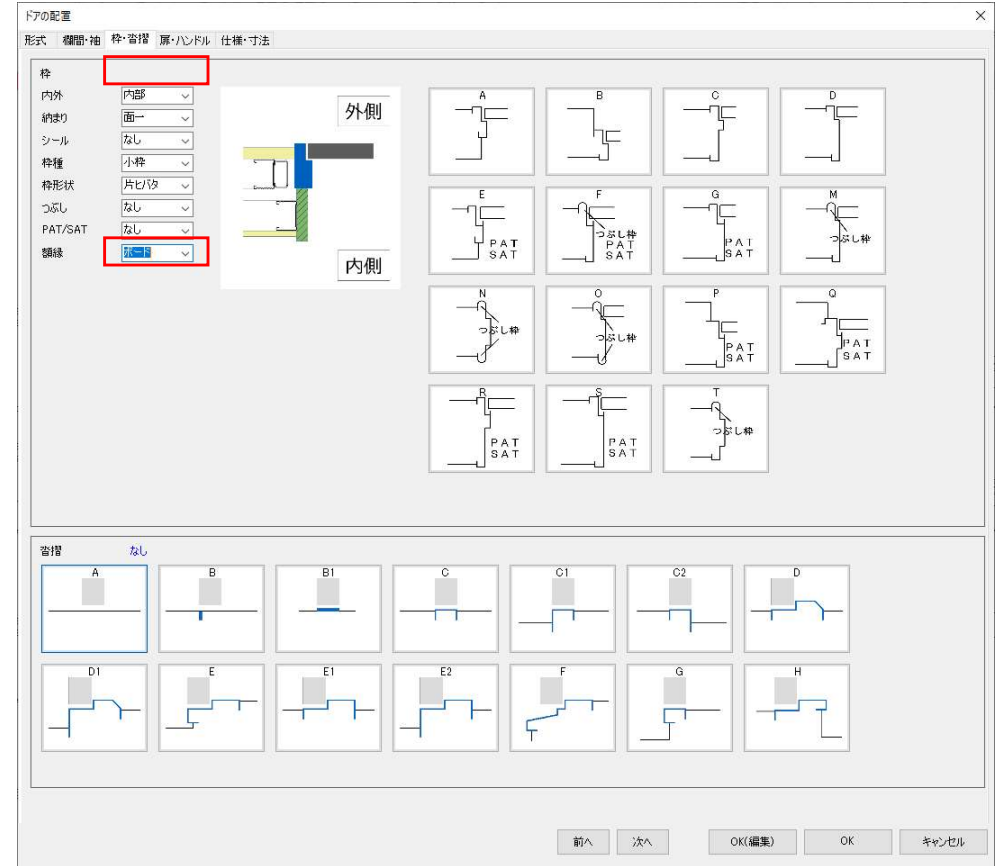 ドアの配置
形式 欄間・袖 枠・沓摺 扉・ハンドル 仕様・寸法
枠
内外 内部
納まり 面一
シール なし
枠種 小枠
枠形状 片ヒバタ
つぶし なし
PAT/SAT なし
額縁 ボード
外側
内側
A B C D
E F G M
PAT SAT
つぶし枠 PAT SAT
PAT SAT
つぶし枠
N O P Q
つぶし枠
つぶし枠
PAT SAT
PAT SAT
R S T
PAT SAT
PAT SAT
つぶし枠
沓摺 なし
A B B1 C C1 C2 D
D1 E E1 E2 F G H
前へ 次へ OK(編集) OK キャンセル